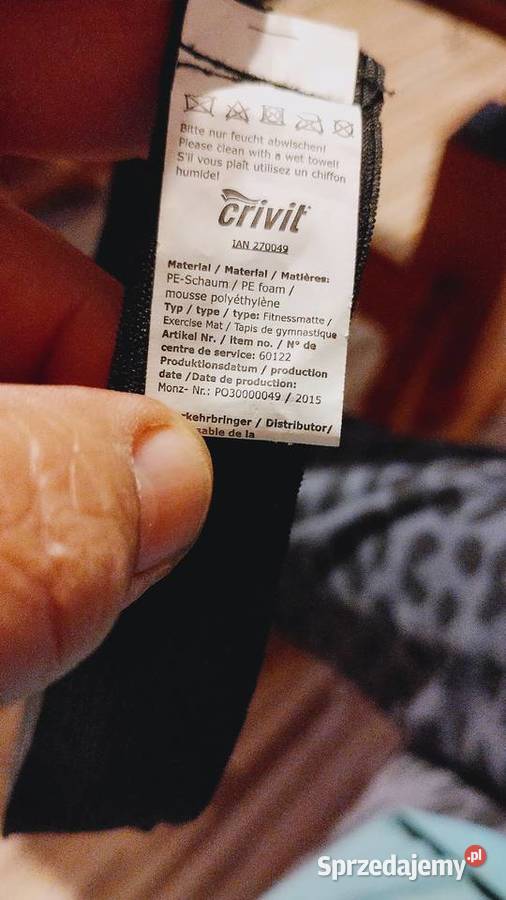 Bitte nur feucht abwischen!
Please clean with a wet towel!
S'il vous plaît utilisez un chiffon
humide!
crivit
IAN 270049
Material / Material / Matières:
PE-Schaum / PE foam /
mousse polyéthylène
Typ / type / type: Fitnessmatte /
Exercise Mat / Tapis de gymnastique
Artikel Nr. / Item no. / N° de
centre de service: 60122
Produktionsdatum / production
date /Date de production:
Monz- Nr.: PO30000049 / 2015
/ Distributor/
de la
Sprzedajemy.pl